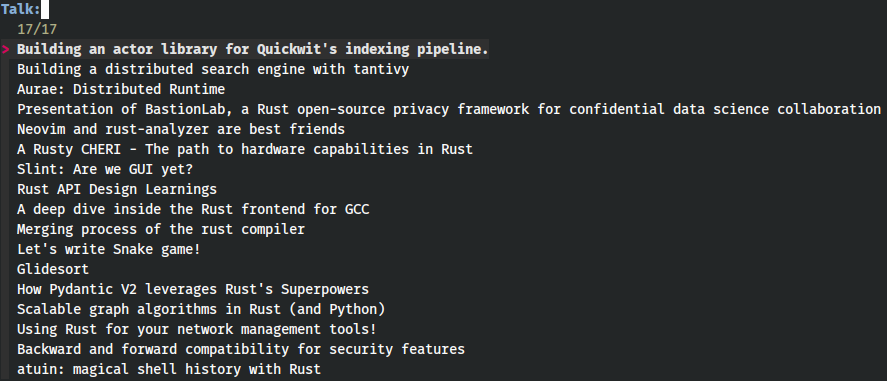 Talk:
17/17
> Building an actor library for Quickwit's indexing pipeline.
Building a distributed search engine with tantivy
Aurae: Distributed Runtime
Presentation of BastionLab, a Rust open-source privacy framework for confidential data science collaboration
Neovim and rust-analyzer are best friends
A Rusty CHERI - The path to hardware capabilities in Rust
Slint: Are we GUI yet?
Rust API Design Learnings
A deep dive inside the Rust frontend for GCC
Merging process of the rust compiler
Let's write Snake game!
Glidesort
How Pydantic V2 leverages Rust's Superpowers
Scalable graph algorithms in Rust (and Python)
Using Rust for your network management tools!
Backward and forward compatibility for security features
atuin: magical shell history with Rust